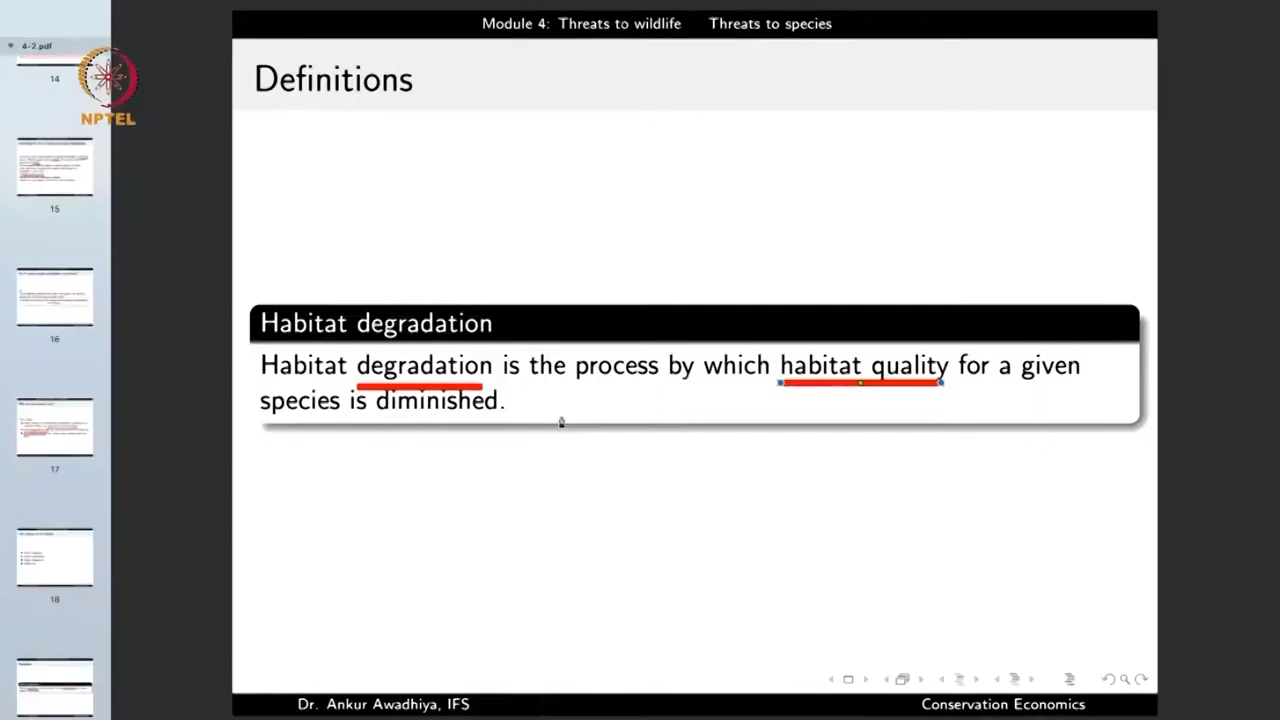 Module 4: Threats to wildlife Threats to species
4-2.pdf
14
NPTEL
Definitions
15
16
Habitat degradation
Habitat degradation is the process by which habitat quality for a given
species is diminished.
17
18
Dr. Ankur Awadhiya, IFS Conservation Economics